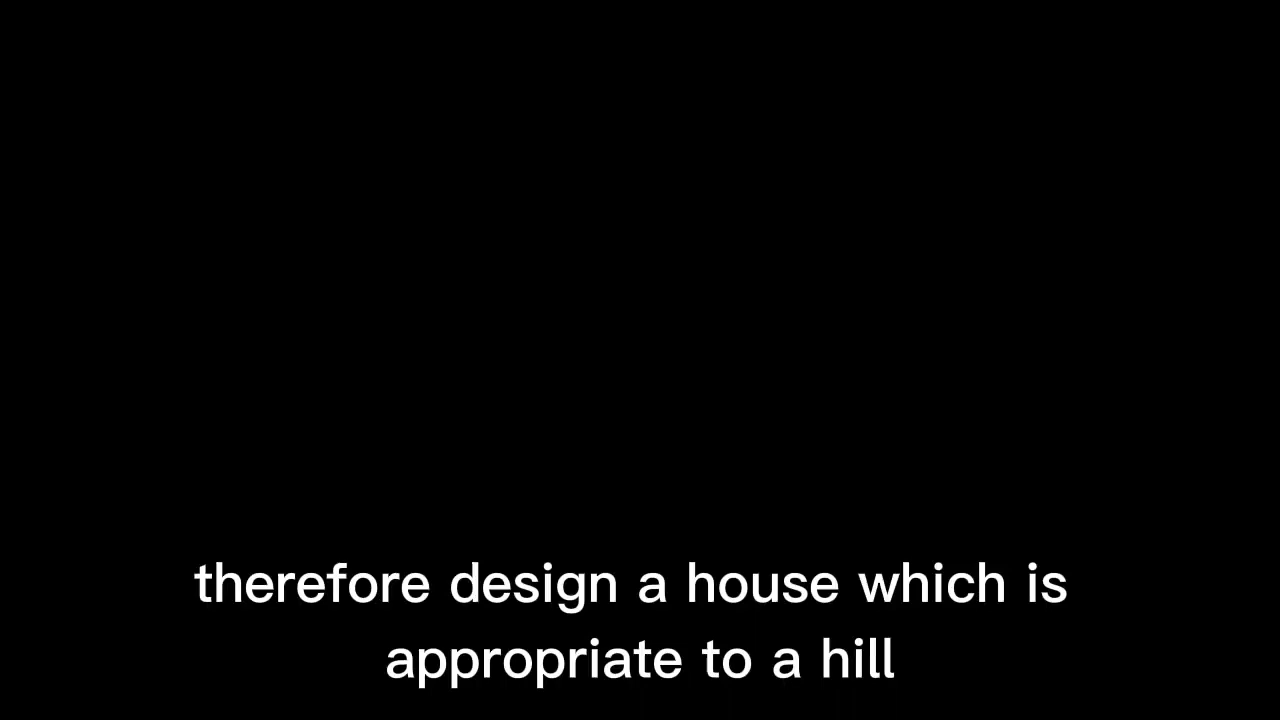 therefore design a house which is
appropriate to a hill